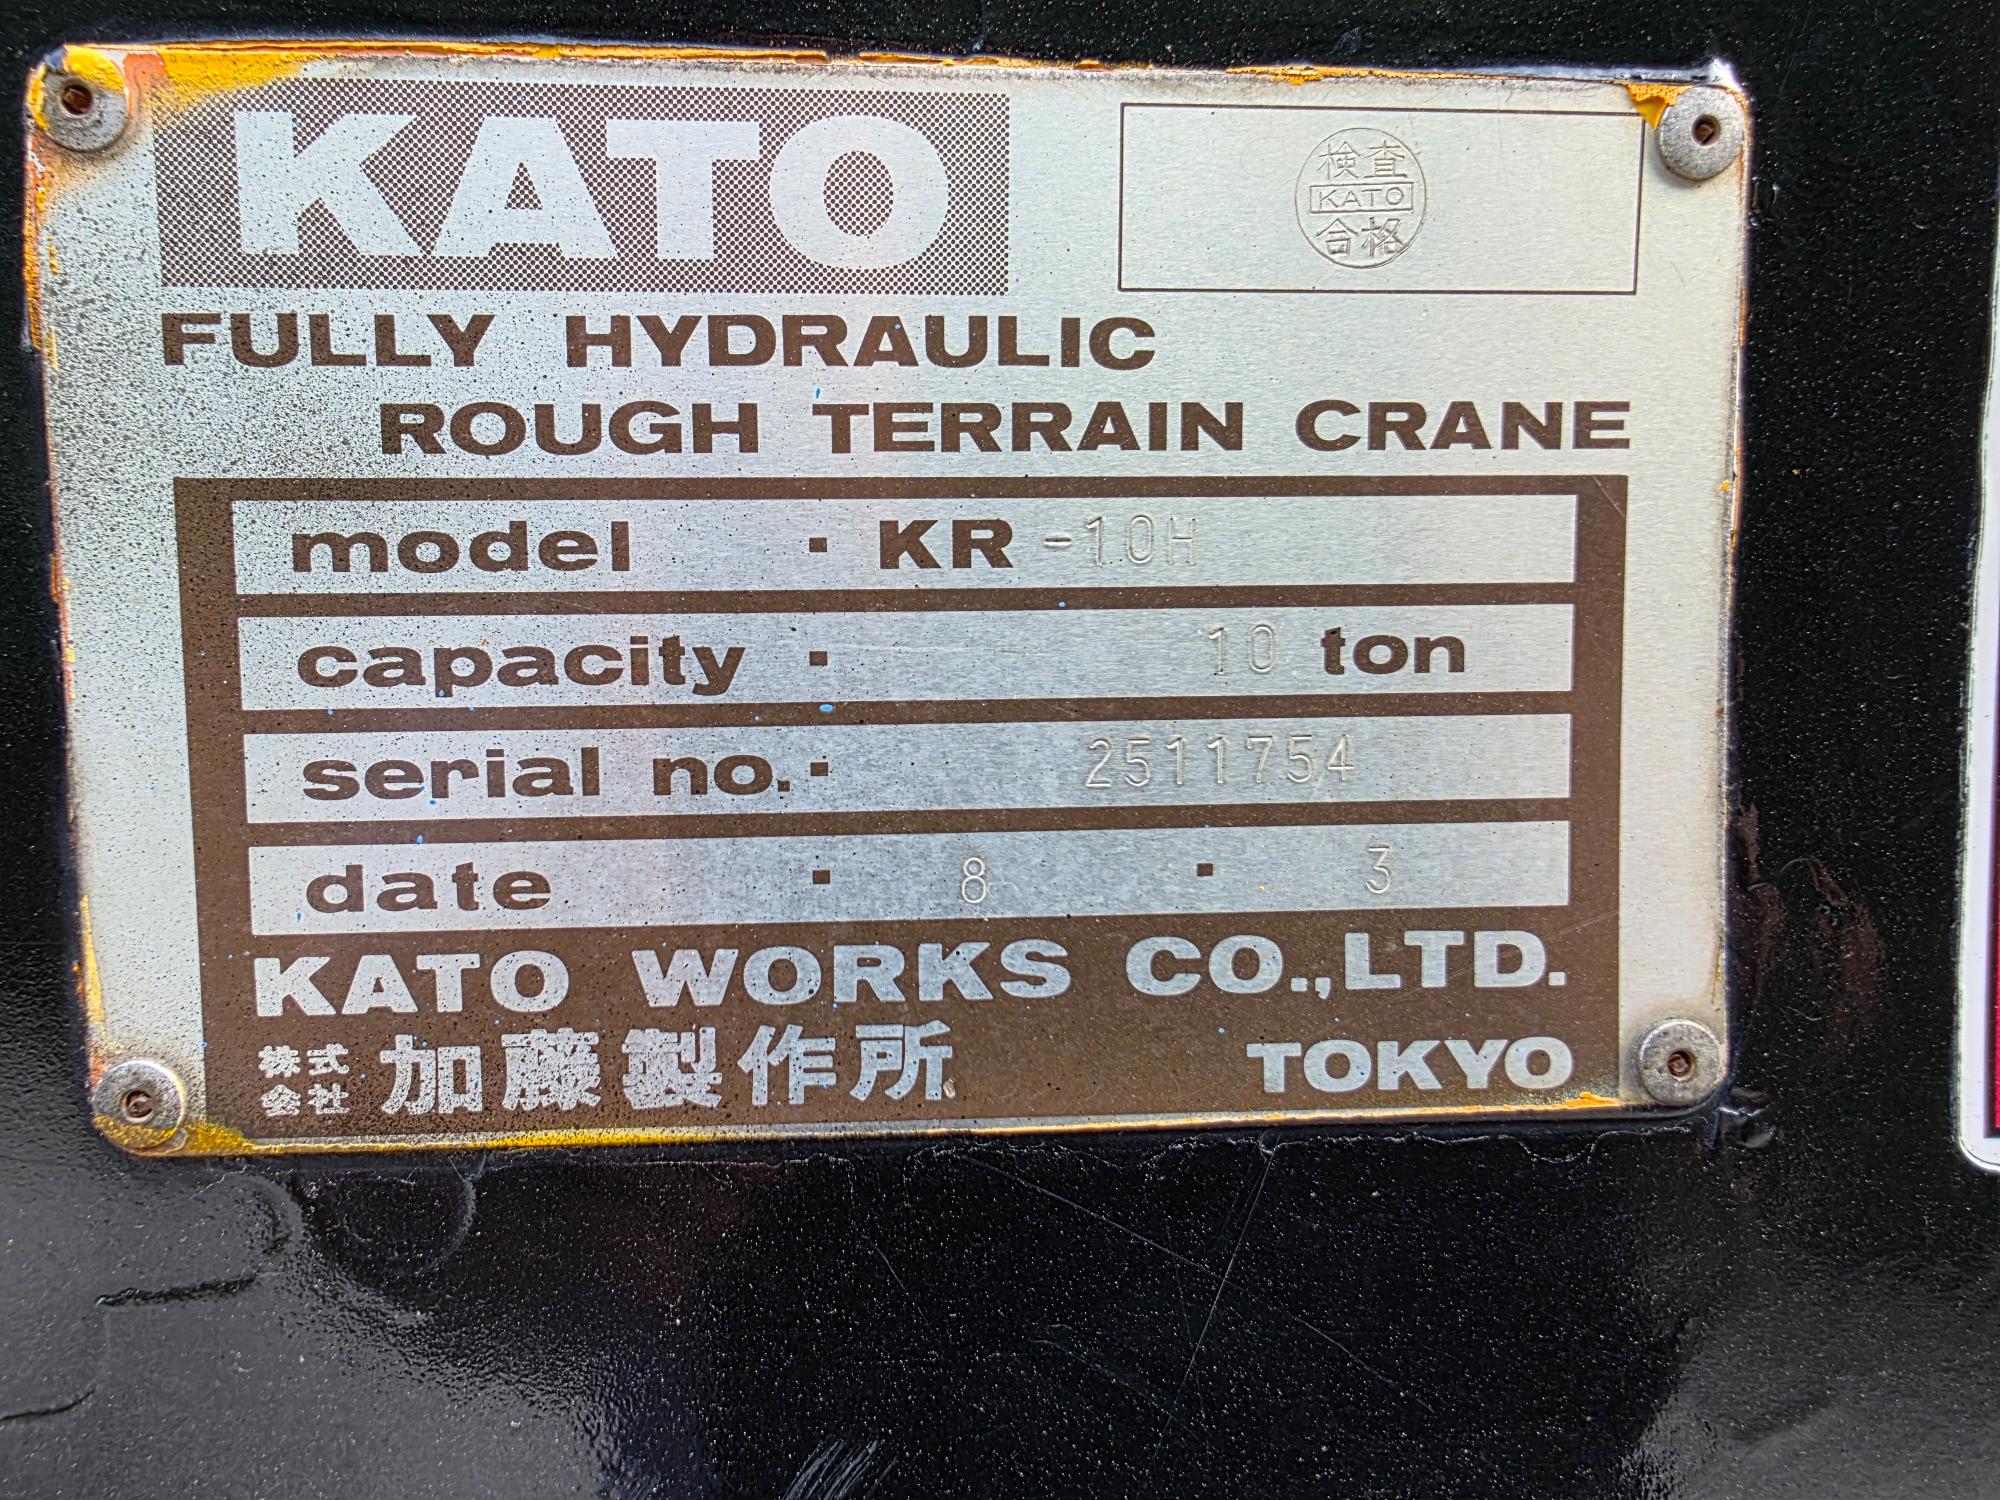 KATO
検査
KATO
合格
FULLY HYDRAULIC
ROUGH TERRAIN CRANE
model · KR -10H
capacity · 10 ton
serial no. · 2511754
date · 8 · 3
KATO WORKS CO.,LTD.
株式会社 加藤製作所 TOKYO